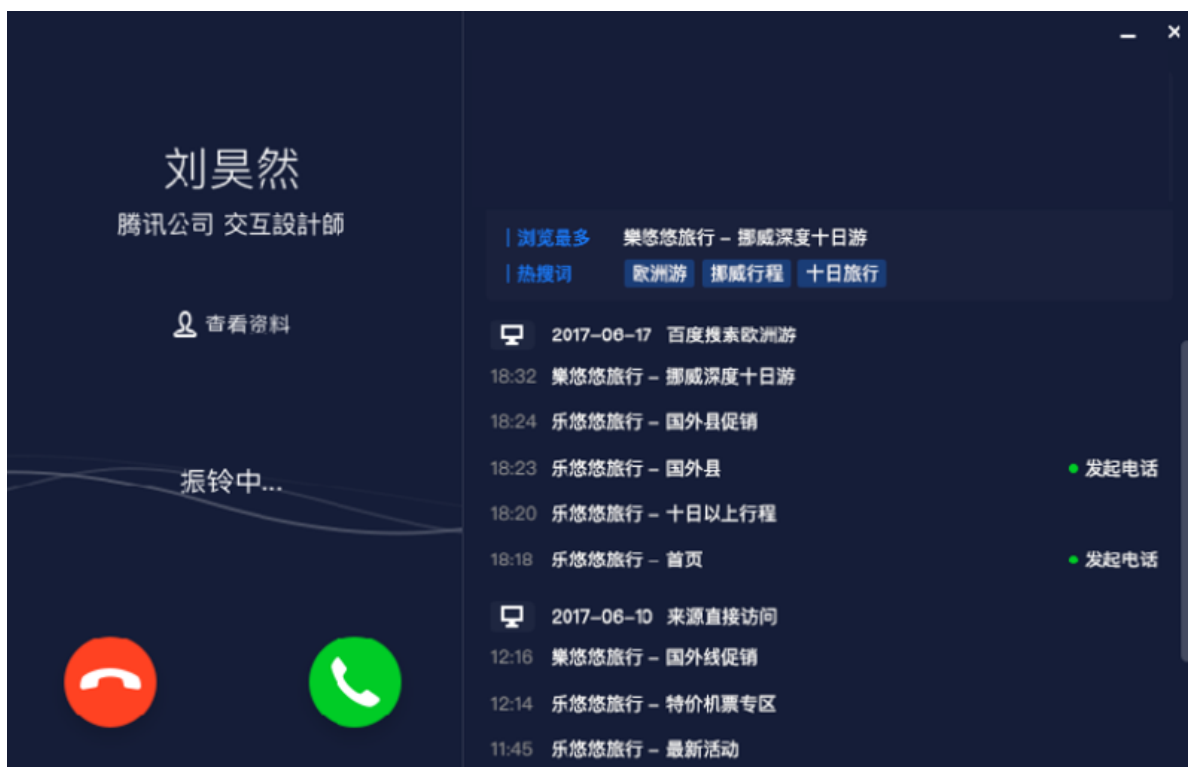 刘昊然
腾讯公司 交互設計師
查看资料
振铃中...
浏览最多 樂悠悠旅行 – 挪威深度十日游
热搜词 欧洲游 挪威行程 十日旅行
2017-06-17 百度搜素欧洲游
18:32 樂悠悠旅行 – 挪威深度十日游
18:24 乐悠悠旅行 – 国外县促销
18:23 乐悠悠旅行 – 国外县 发起电话
18:20 乐悠悠旅行 – 十日以上行程
18:18 乐悠悠旅行 – 首页 发起电话
2017-06-10 来源直接访问
12:16 樂悠悠旅行 – 国外线促销
12:14 乐悠悠旅行 – 特价机票专区
11:45 乐悠悠旅行 – 最新活动